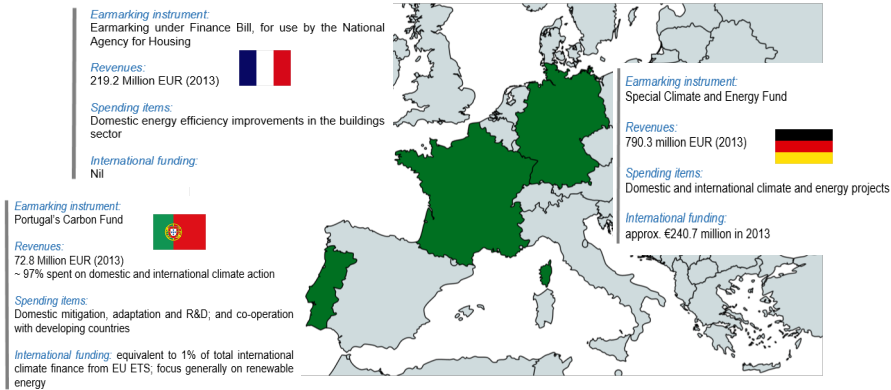 Earmarking instrument:
Earmarking under Finance Bill, for use by the National
Agency for Housing
Revenues:
219.2 Million EUR (2013)
Spending items:
Domestic energy efficiency improvements in the buildings
sector
International funding:
Nil
Earmarking instrument:
Special Climate and Energy Fund
Revenues:
790.3 million EUR (2013)
Spending items:
Domestic and international climate and energy projects
International funding:
approx. €240.7 million in 2013
Earmarking instrument:
Portugal's Carbon Fund
Revenues:
72.8 Million EUR (2013)
~ 97% spent on domestic and international climate action
Spending items:
Domestic mitigation, adaptation and R&D; and co-operation
with developing countries
International funding: equivalent to 1% of total international
climate finance from EU ETS; focus generally on renewable
energy